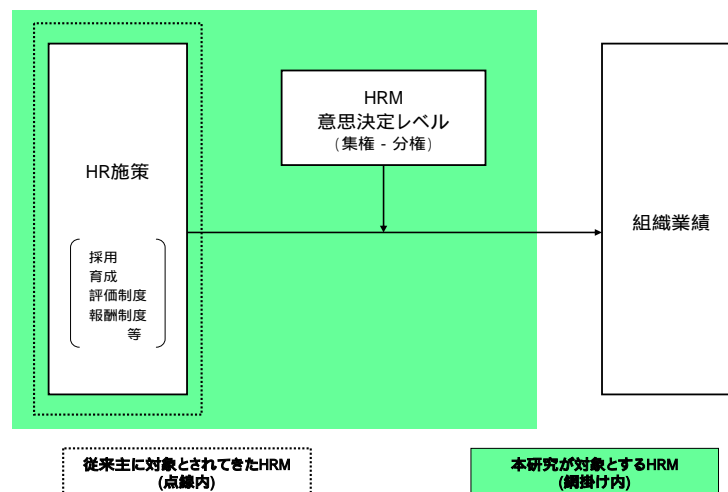 HRM
意思決定レベル
(集権 - 分権)
HR施策
採用
育成
評価制度
報酬制度
等
組織業績
従来主に対象とされてきたHRM
(点線内)
本研究が対象とするHRM
(網掛け内)